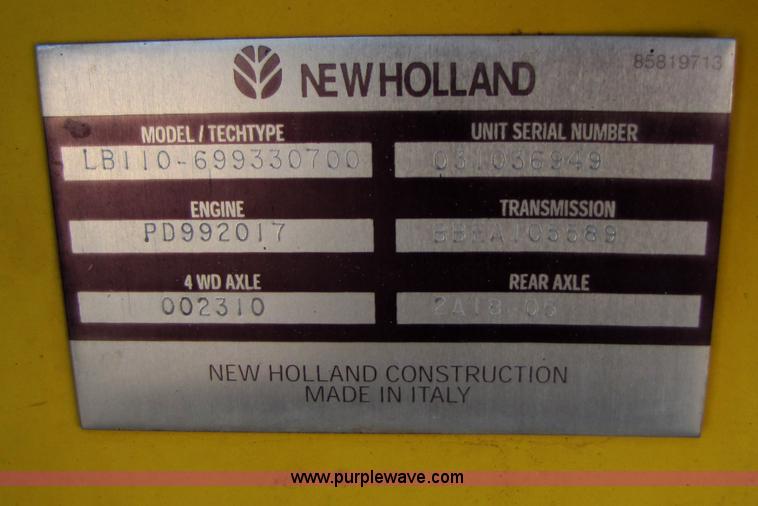 NEW HOLLAND 85819713
MODEL / TECHTYPE UNIT SERIAL NUMBER
LB110-699330700 031036949
ENGINE TRANSMISSION
PD992017
4 WD AXLE REAR AXLE
002310
NEW HOLLAND CONSTRUCTION
MADE IN ITALY
www.purplewave.com